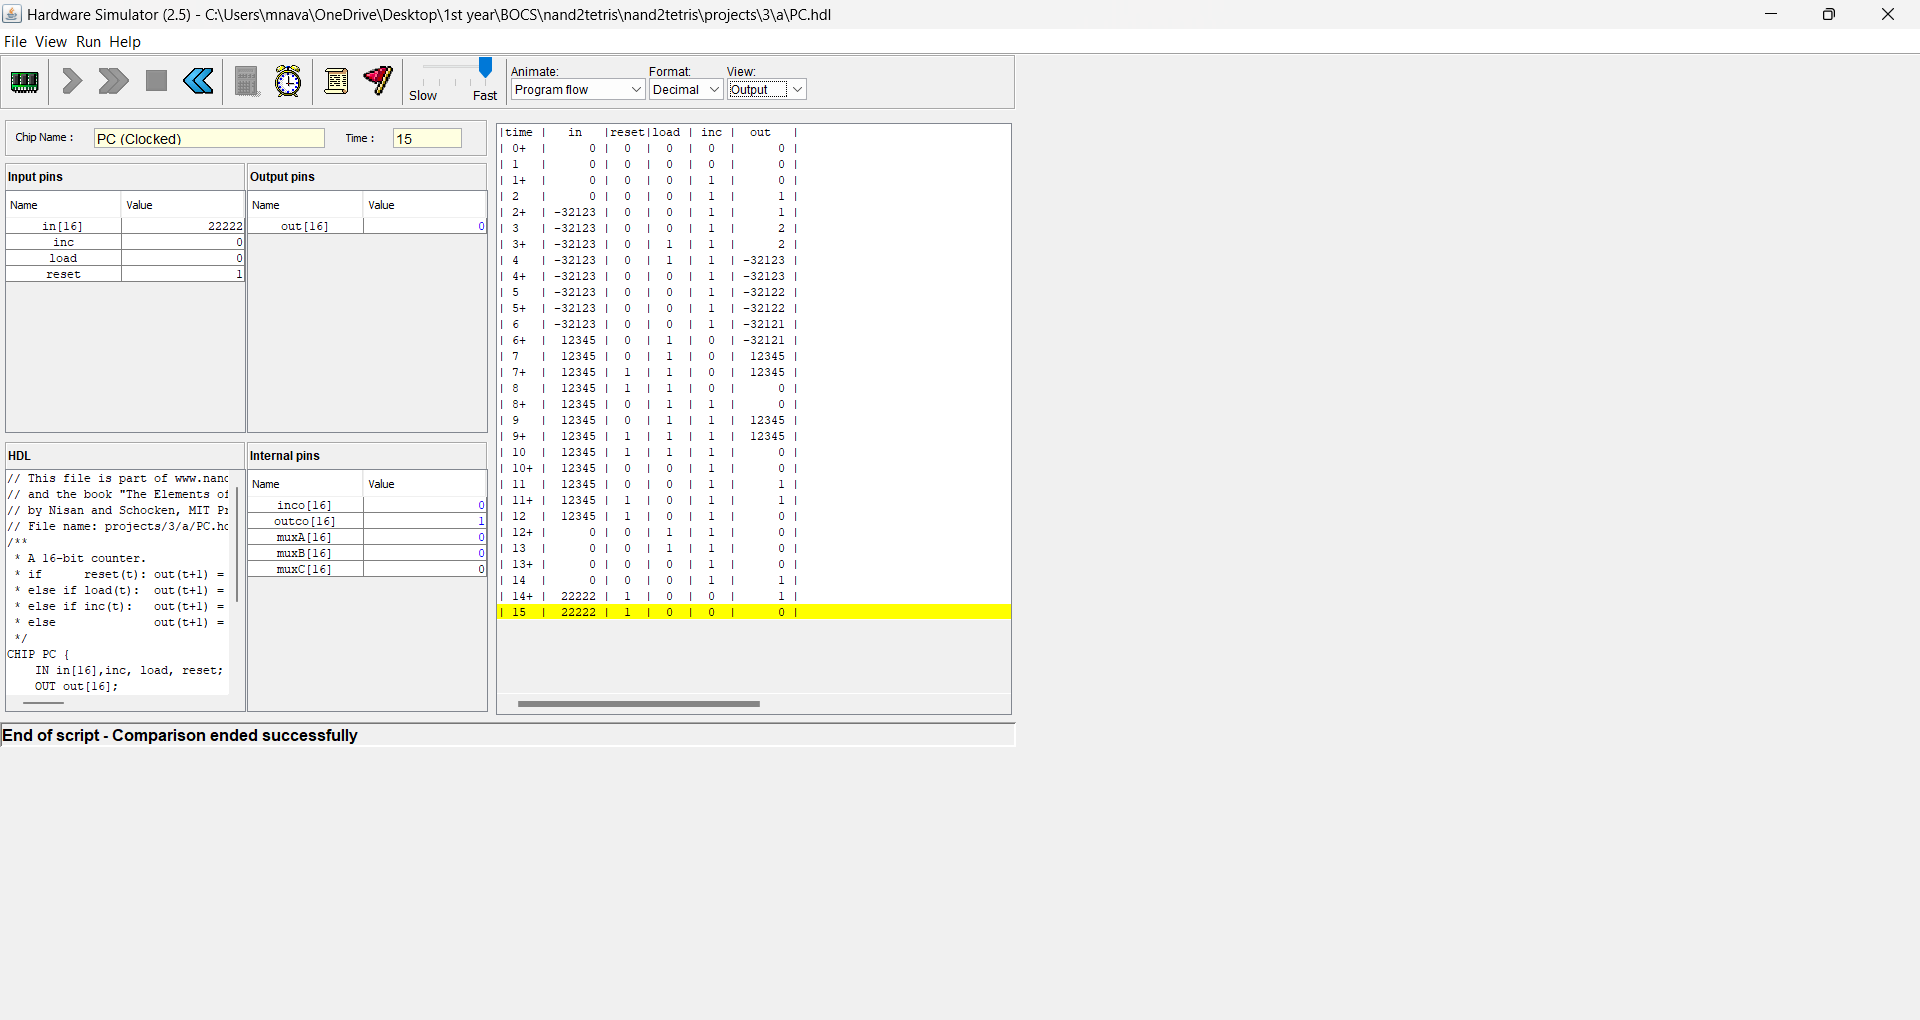 Hardware Simulator (2.5) - C:\Users\mnava\OneDrive\Desktop\1st year\BOCS\nand2tetris\nand2tetris\projects\3\a\PC.hdl
File View Run Help
Slow Fast
Animate: Format: View:
Program flow Decimal Output
Chip Name : PC (Clocked) Time : 15
Input pins
Name Value
in[16] 22222
inc 0
load 0
reset 1
Output pins
Name Value
out[16] 0
HDL
// This file is part of www.nand
// and the book "The Elements of
// by Nisan and Schocken, MIT Pr
// File name: projects/3/a/PC.hd
/**
* A 16-bit counter.
* if reset(t): out(t+1) =
* else if load(t): out(t+1) =
* else if inc(t): out(t+1) =
* else out(t+1) =
*/
CHIP PC {
IN in[16],inc, load, reset;
OUT out[16];
Internal pins
Name Value
inco[16] 0
outco[16] 1
muxA[16] 0
muxB[16] 0
muxC[16] 0
|time | in |reset|load | inc | out |
| 0+ | 0 | 0 | 0 | 0 | 0 |
| 1 | 0 | 0 | 0 | 0 | 0 |
| 1+ | 0 | 0 | 0 | 1 | 0 |
| 2 | 0 | 0 | 0 | 1 | 1 |
| 2+ | -32123 | 0 | 0 | 1 | 1 |
| 3 | -32123 | 0 | 0 | 1 | 2 |
| 3+ | -32123 | 0 | 1 | 1 | 2 |
| 4 | -32123 | 0 | 1 | 1 | -32123 |
| 4+ | -32123 | 0 | 0 | 1 | -32123 |
| 5 | -32123 | 0 | 0 | 1 | -32122 |
| 5+ | -32123 | 0 | 0 | 1 | -32122 |
| 6 | -32123 | 0 | 0 | 1 | -32121 |
| 6+ | 12345 | 0 | 1 | 0 | -32121 |
| 7 | 12345 | 0 | 1 | 0 | 12345 |
| 7+ | 12345 | 1 | 1 | 0 | 12345 |
| 8 | 12345 | 1 | 1 | 0 | 0 |
| 8+ | 12345 | 0 | 1 | 1 | 0 |
| 9 | 12345 | 0 | 1 | 1 | 12345 |
| 9+ | 12345 | 1 | 1 | 1 | 12345 |
| 10 | 12345 | 1 | 1 | 1 | 0 |
| 10+ | 12345 | 0 | 0 | 1 | 0 |
| 11 | 12345 | 0 | 0 | 1 | 1 |
| 11+ | 12345 | 1 | 0 | 1 | 1 |
| 12 | 12345 | 1 | 0 | 1 | 0 |
| 12+ | 0 | 0 | 1 | 1 | 0 |
| 13 | 0 | 0 | 1 | 1 | 0 |
| 13+ | 0 | 0 | 0 | 1 | 0 |
| 14 | 0 | 0 | 0 | 1 | 1 |
| 14+ | 22222 | 1 | 0 | 0 | 1 |
| 15 | 22222 | 1 | 0 | 0 | 0 |
End of script - Comparison ended successfully